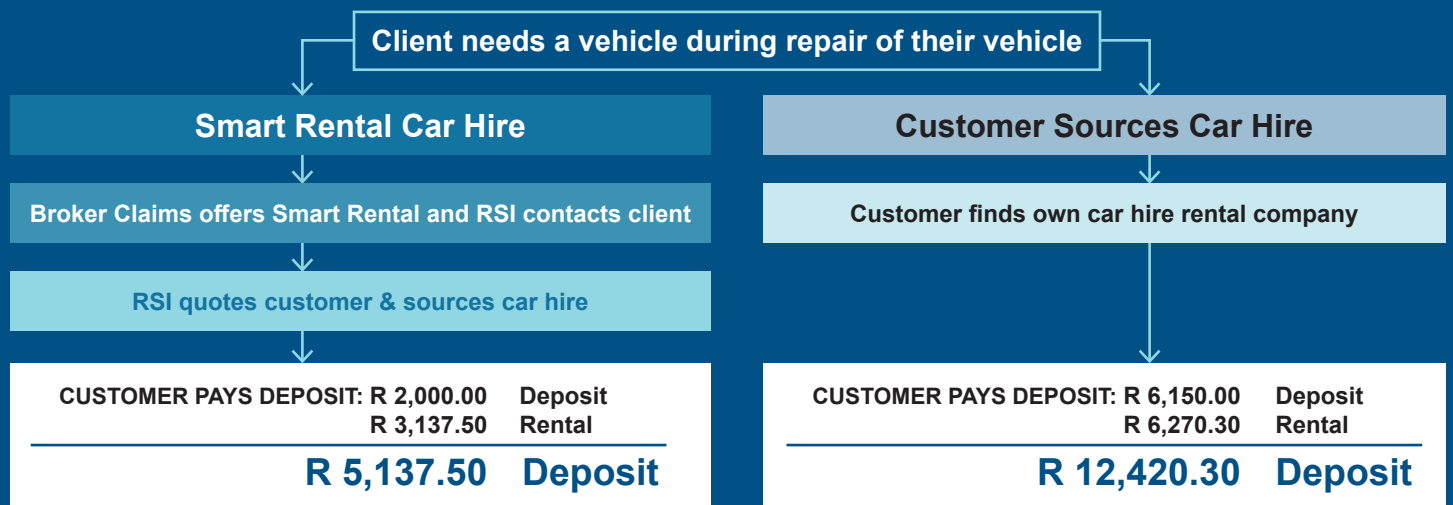 Client needs a vehicle during repair of their vehicle
Smart Rental Car Hire
Broker Claims offers Smart Rental and RSI contacts client
RSI quotes customer & sources car hire
CUSTOMER PAYS DEPOSIT: R 2,000.00 Deposit
R 3,137.50 Rental
R 5,137.50 Deposit
Customer Sources Car Hire
Customer finds own car hire rental company
CUSTOMER PAYS DEPOSIT: R 6,150.00 Deposit
R 6,270.30 Rental
R 12,420.30 Deposit